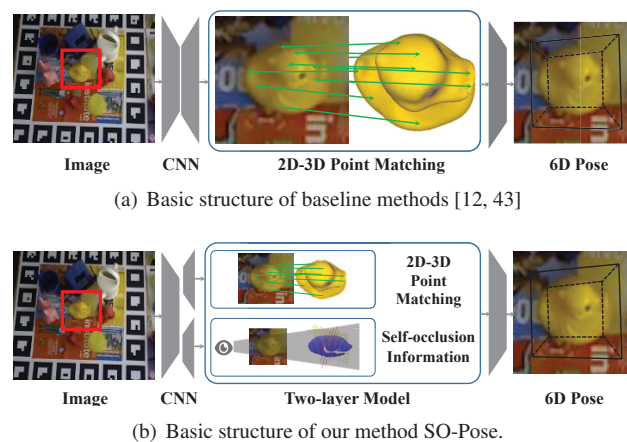 Image
CNN
2D-3D Point Matching
6D Pose
(a) Basic structure of baseline methods [12, 43]
2D-3D
Point
Matching
Self-occlusion
Information
Image
CNN
Two-layer Model
6D Pose
(b) Basic structure of our method SO-Pose.